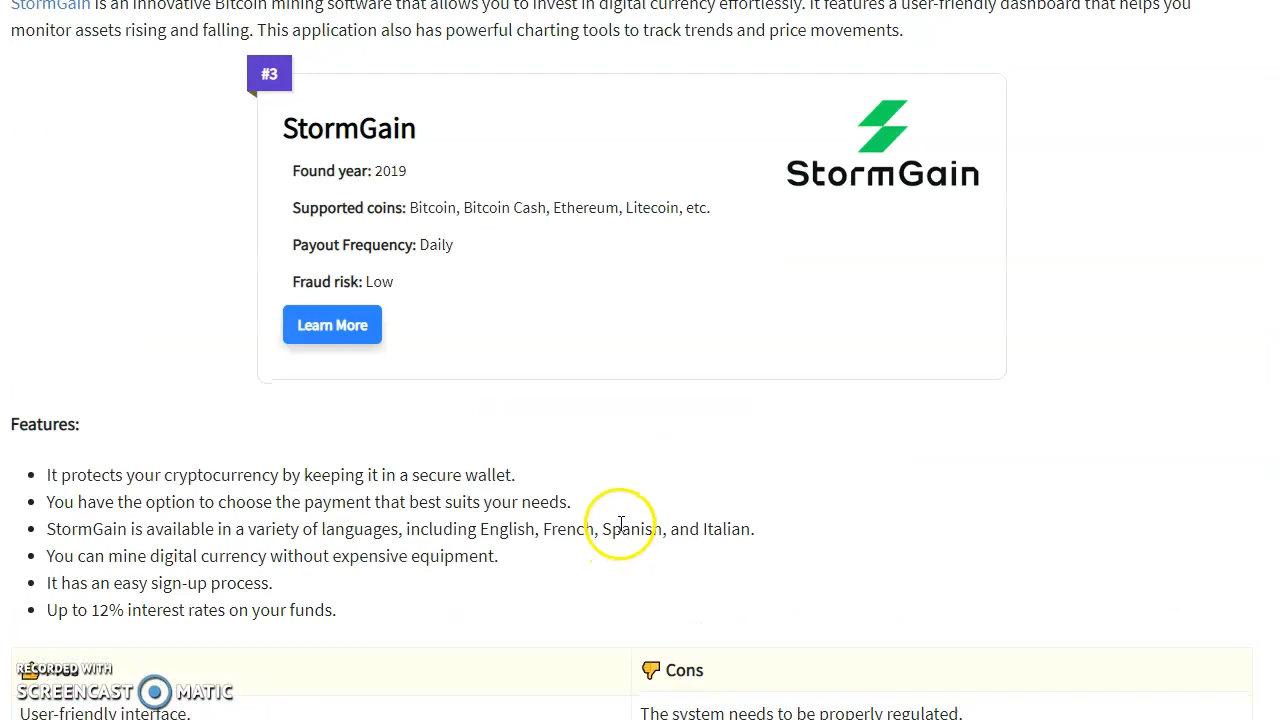 StormGain is an innovative Bitcoin mining software that allows you to invest in digital currency effortlessly. It features a user-friendly dashboard that helps you
monitor assets rising and falling. This application also has powerful charting tools to track trends and price movements.
#3
StormGain
StormGain
Found year: 2019
Supported coins: Bitcoin, Bitcoin Cash, Ethereum, Litecoin, etc.
Payout Frequency: Daily
Fraud risk: Low
Learn More
Features:
It protects your cryptocurrency by keeping it in a secure wallet.
You have the option to choose the payment that best suits your needs.
StormGain is available in a variety of languages, including English, French, Spanish, and Italian.
You can mine digital currency without expensive equipment.
It has an easy sign-up process.
Up to 12% interest rates on your funds.
Cons
RECORDED WITH
SCREENCAST MATIC
User-friendly interface.
The system needs to be properly regulated.